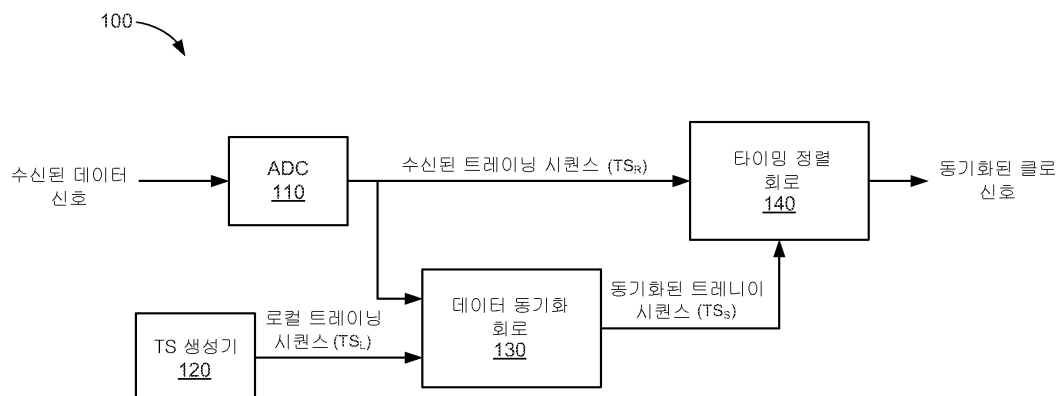 100
수신된 데이터
신호
ADC
110
수신된 트레이닝 시퀀스 (TSR)
타이밍 정렬
회로
140
동기화된 클로
신호
TS 생성기
120
로컬 트레이닝
시퀀스 (TSL)
데이터 동기화
회로
130
동기화된 트레니이
시퀀스 (TSS)